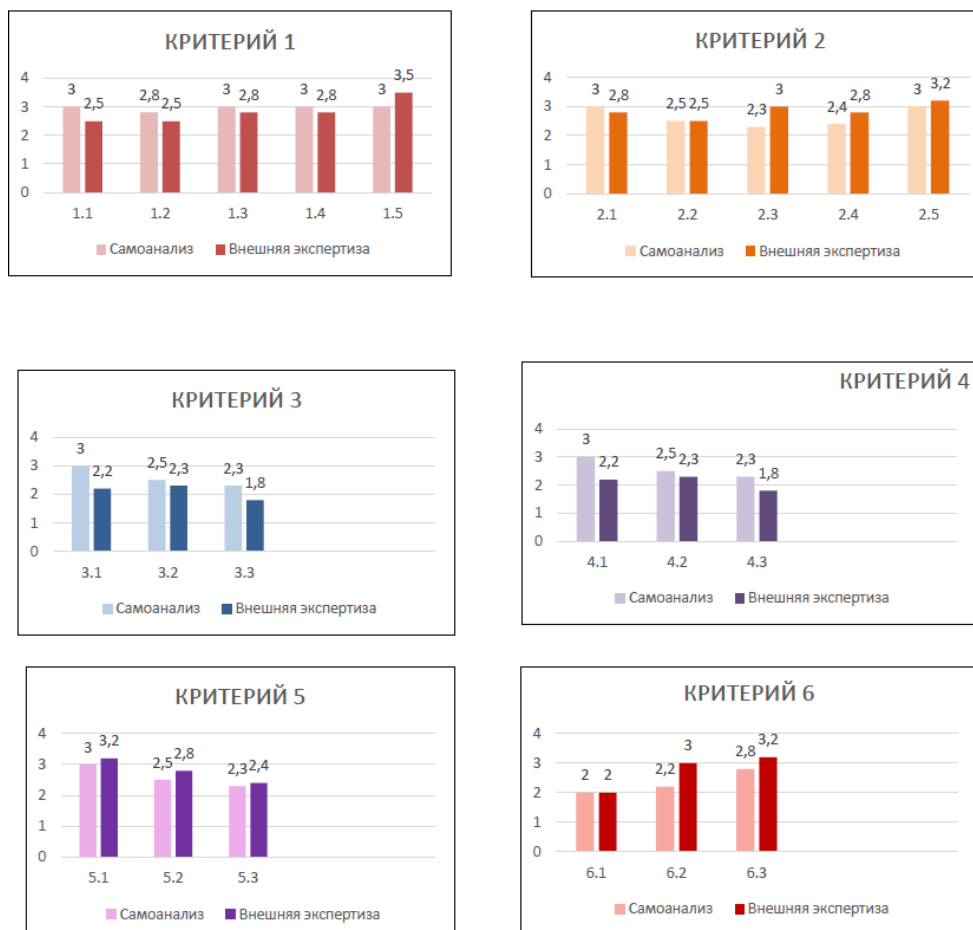 КРИТЕРИЙ 1
4
3
2
1
0
3 2,5 2,8 2,5 3 2,8 3 2,8 3 3,5
1.1 1.2 1.3 1.4 1.5
Самоанализ Внешняя экспертиза
КРИТЕРИЙ 2
4
3
2
1
0
3 2,8 2,5 2,5 2,3 3 2,4 2,8 3 3,2
2.1 2.2 2.3 2.4 2.5
Самоанализ Внешняя экспертиза
КРИТЕРИЙ 3
4
3
2
1
0
3 2,2 2,5 2,3 2,3 1,8
3.1 3.2 3.3
Самоанализ Внешняя экспертиза
КРИТЕРИЙ 4
4
3
2
1
0
3 2,2 2,5 2,3 2,3 1,8
4.1 4.2 4.3
Самоанализ Внешняя экспертиза
КРИТЕРИЙ 5
4
3
2
1
0
3 3,2 2,5 2,8 2,3 2,4
5.1 5.2 5.3
Самоанализ Внешняя экспертиза
КРИТЕРИЙ 6
4
3
2
1
0
2 2 2,2 3 2,8 3,2
6.1 6.2 6.3
Самоанализ Внешняя экспертиза